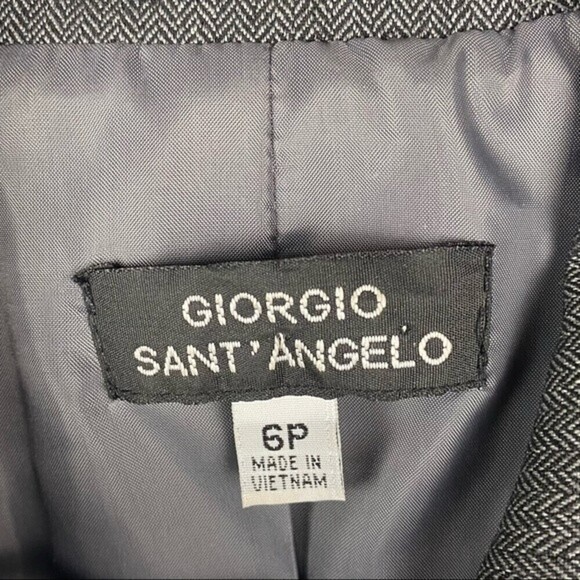 GIORGIO
SANT'ANGELO
6P
MADE IN
VIETNAM